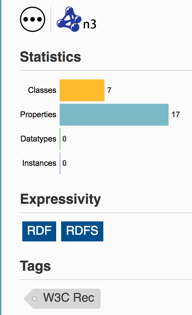 n3
Statistics
Classes 7
Properties 17
Datatypes 0
Instances 0
Expressivity
RDF RDFS
Tags
W3C Rec